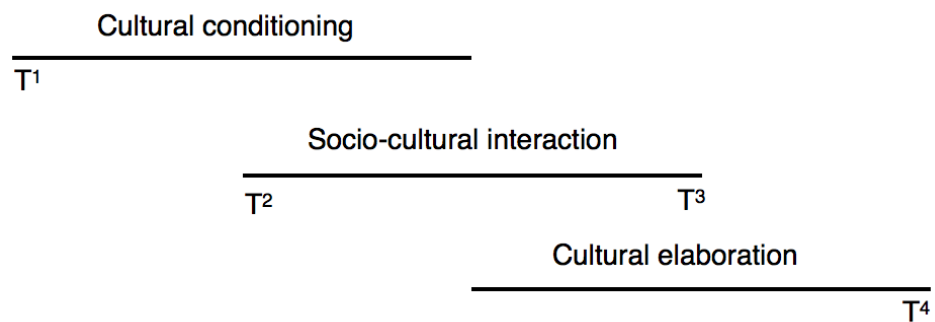 Cultural conditioning
T¹
Socio-cultural interaction
T² T³
Cultural elaboration
T⁴